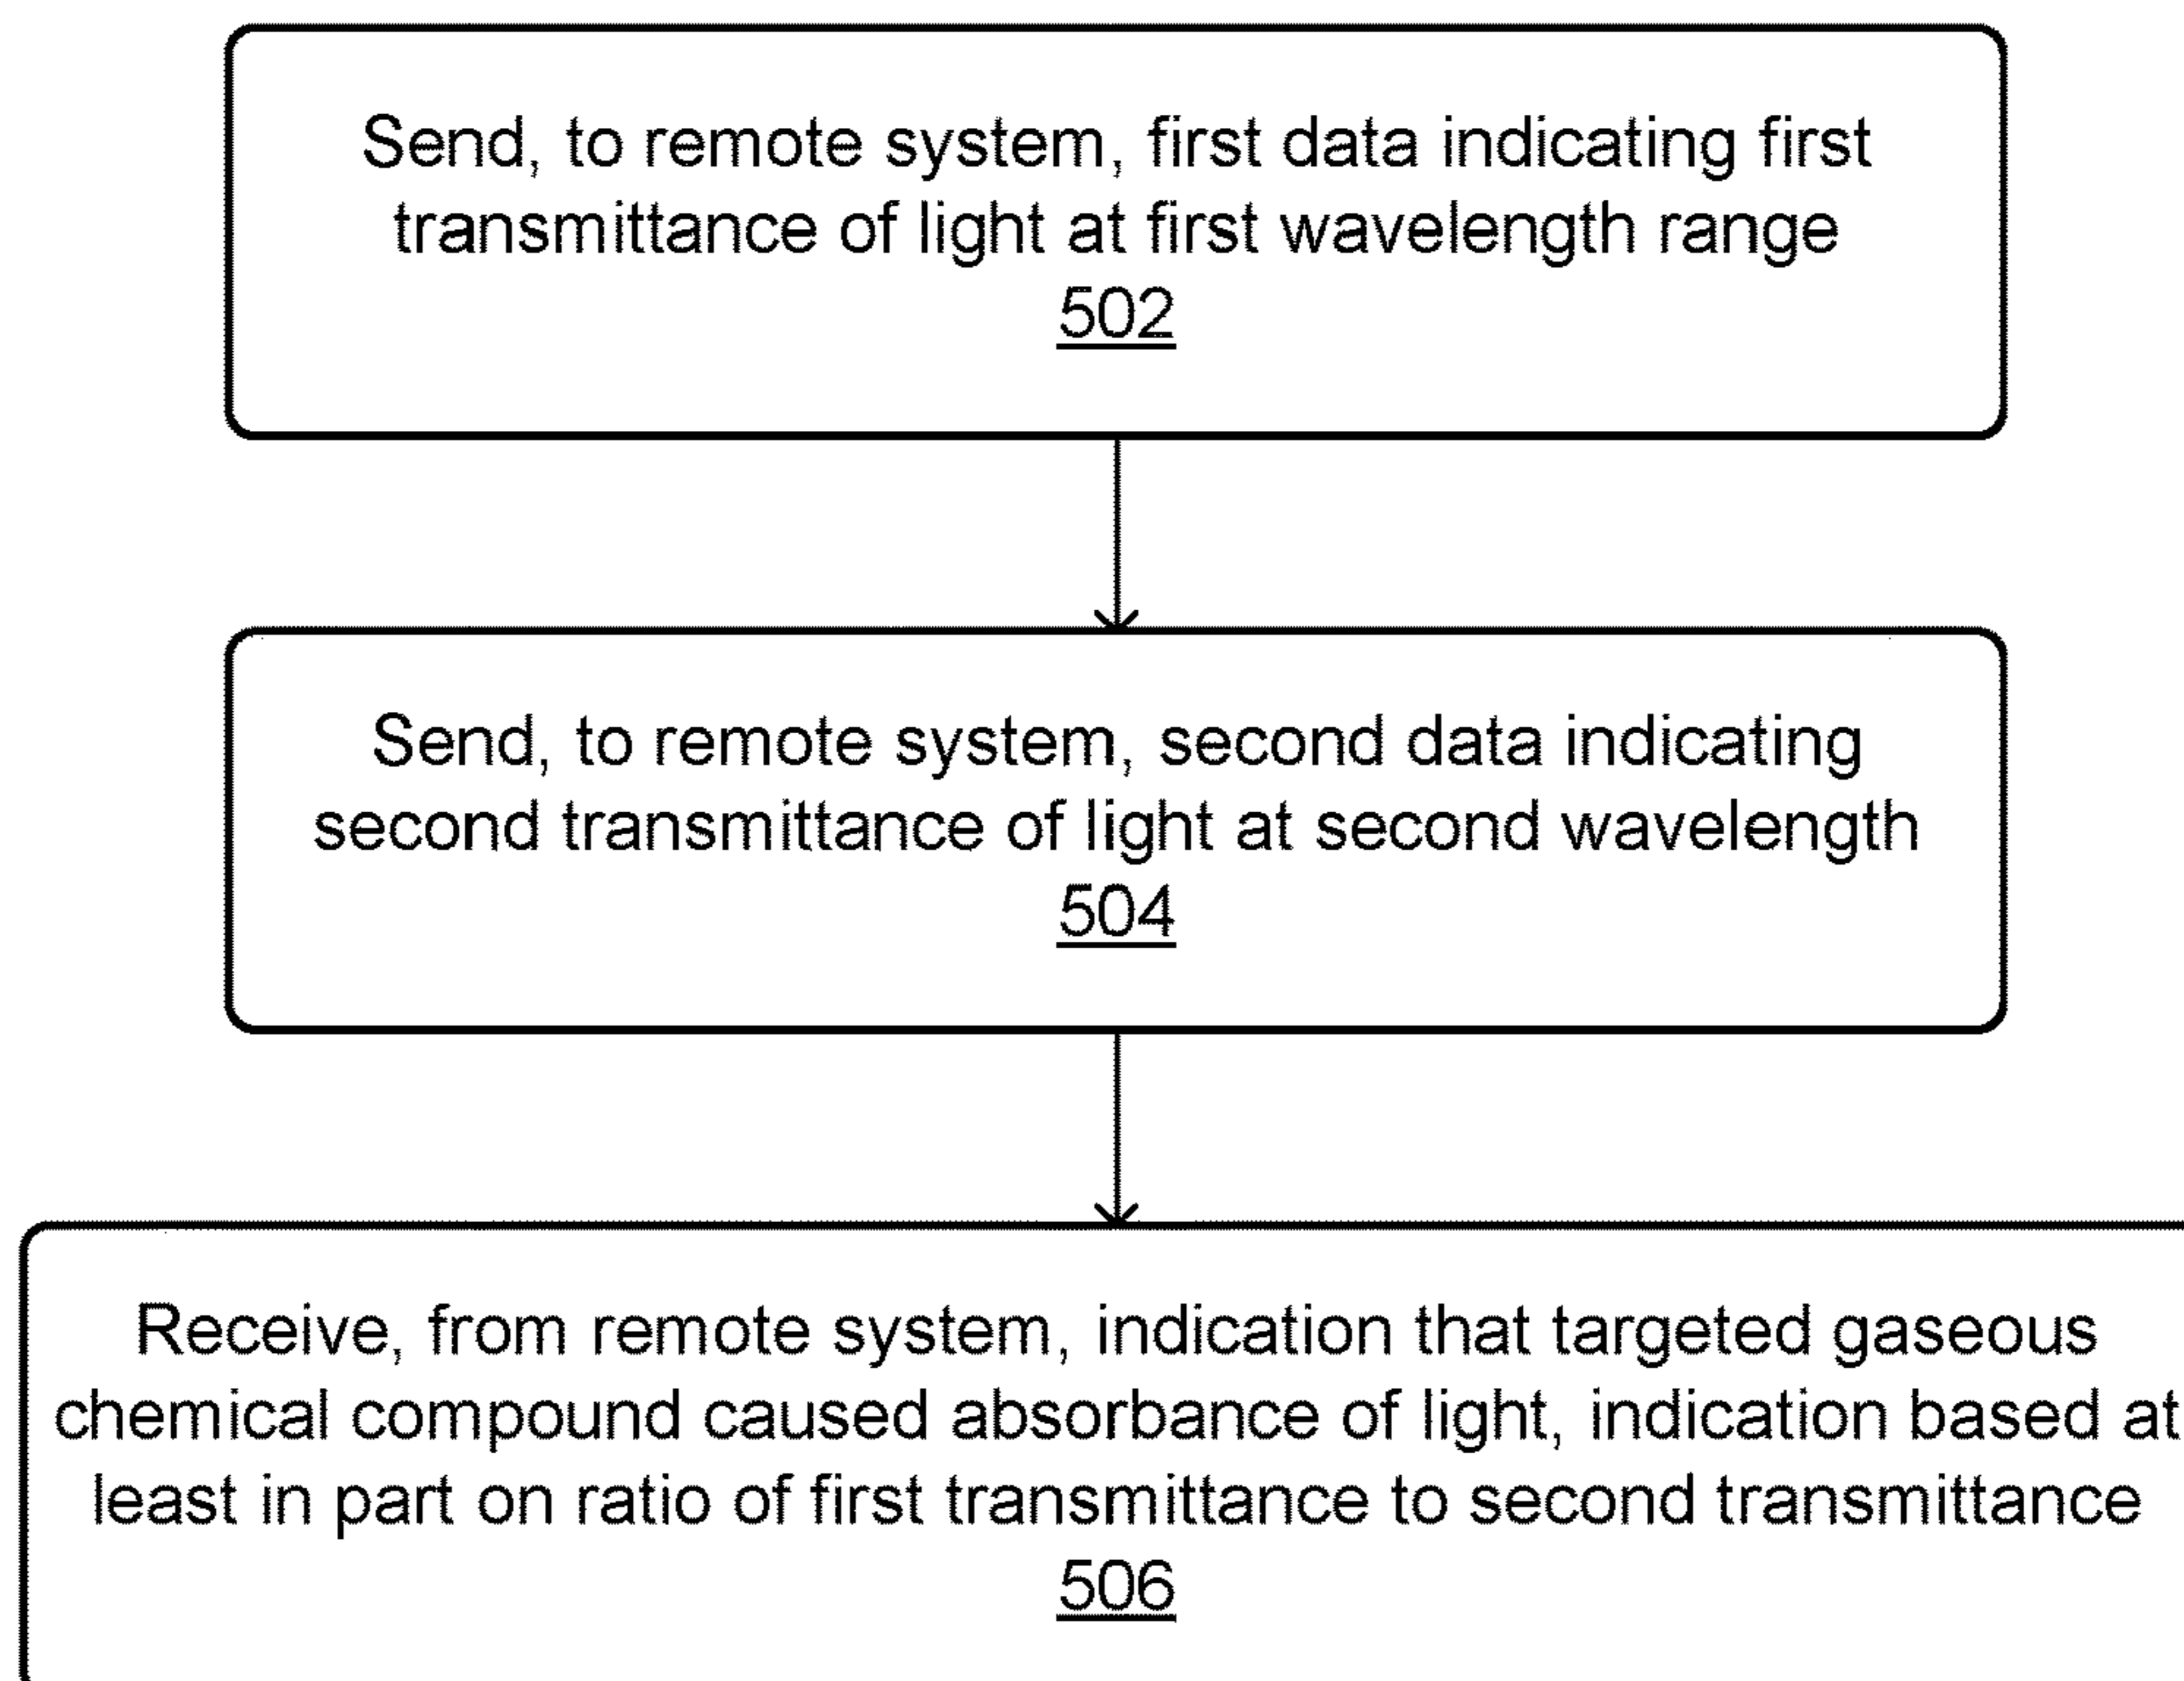 Send, to remote system, first data indicating first
transmittance of light at first wavelength range
502
Send, to remote system, second data indicating
second transmittance of light at second wavelength
504
Receive, from remote system, indication that targeted gaseous
chemical compound caused absorbance of light, indication based at
least in part on ratio of first transmittance to second transmittance
506